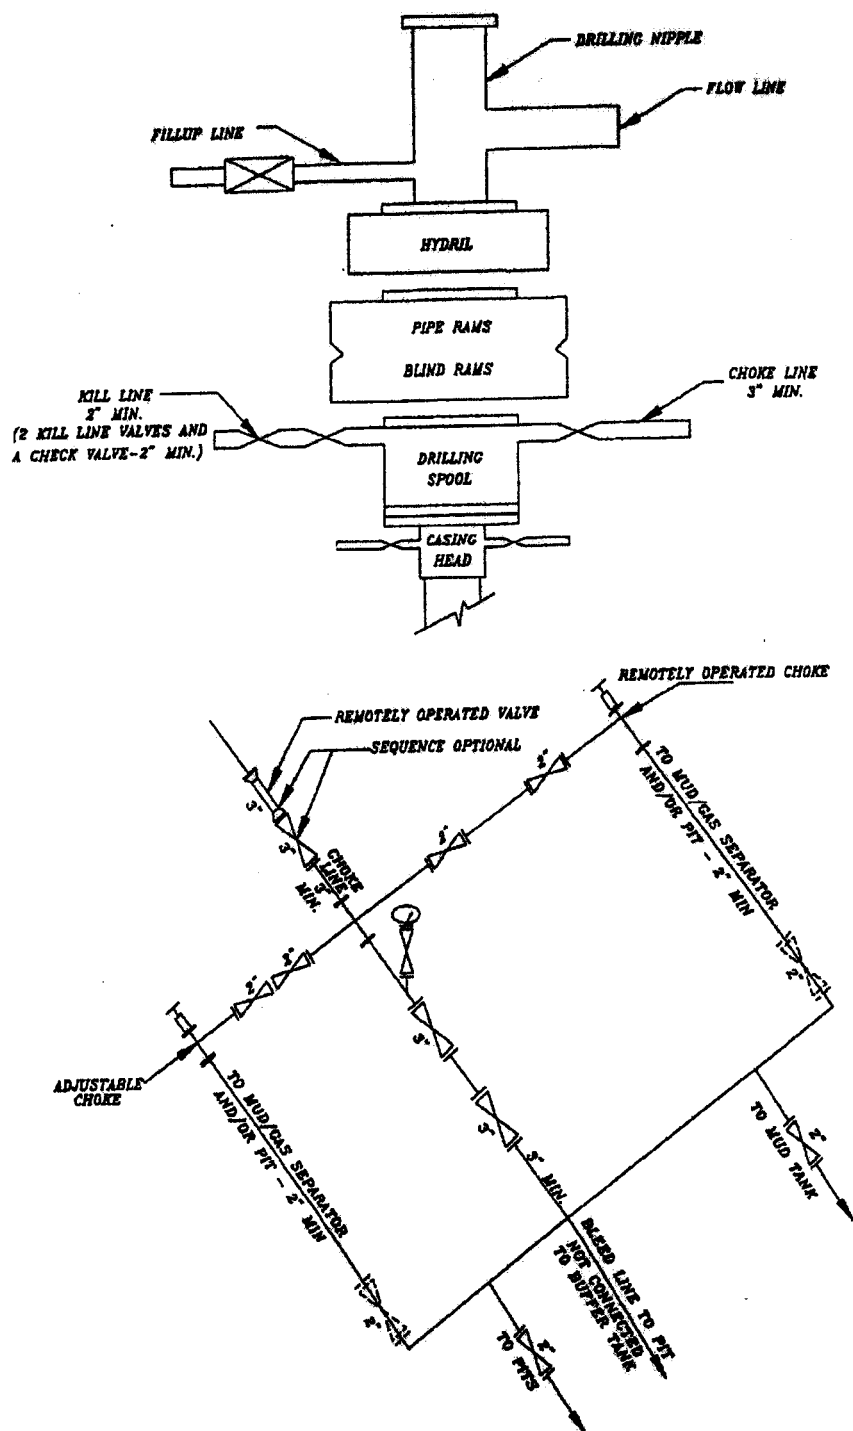 DRILLING NIPPLE
FLOW LINE
FILLUP LINE
HYDRIL
PIPE RAMS
BLIND RAMS
KILL LINE
2" MIN.
(2 KILL LINE VALVES AND
A CHECK VALVE-2" MIN.)
CHOKE LINE
3" MIN.
DRILLING
SPOOL
CASING
HEAD
REMOTELY OPERATED CHOKE
REMOTELY OPERATED VALVE
SEQUENCE OPTIONAL
3"
3"
CHOKE
LINE
3"
MIN.
2"
2"
2"
2"
TO MUD/GAS SEPARATOR
AND/OR PIT - 2" MIN
2"
ADJUSTABLE
CHOKE
TO MUD/GAS SEPARATOR
AND/OR PIT - 2" MIN
2"
3"
3"
3" MIN.
BLEED LINE TO PIT
NOT CONNECTED
TO BUFFER TANK
2"
TO MUD TANK
2"
TO PITS